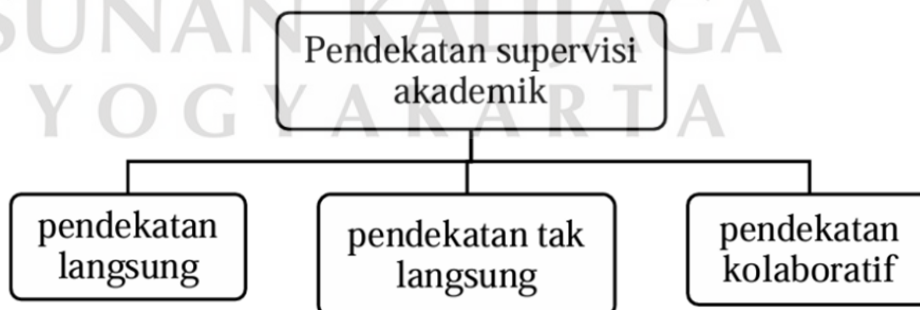 SUNAN KALIJAGA
YOGYAKARTA
Pendekatan supervisi
akademik
pendekatan
langsung
pendekatan tak
langsung
pendekatan
kolaboratif